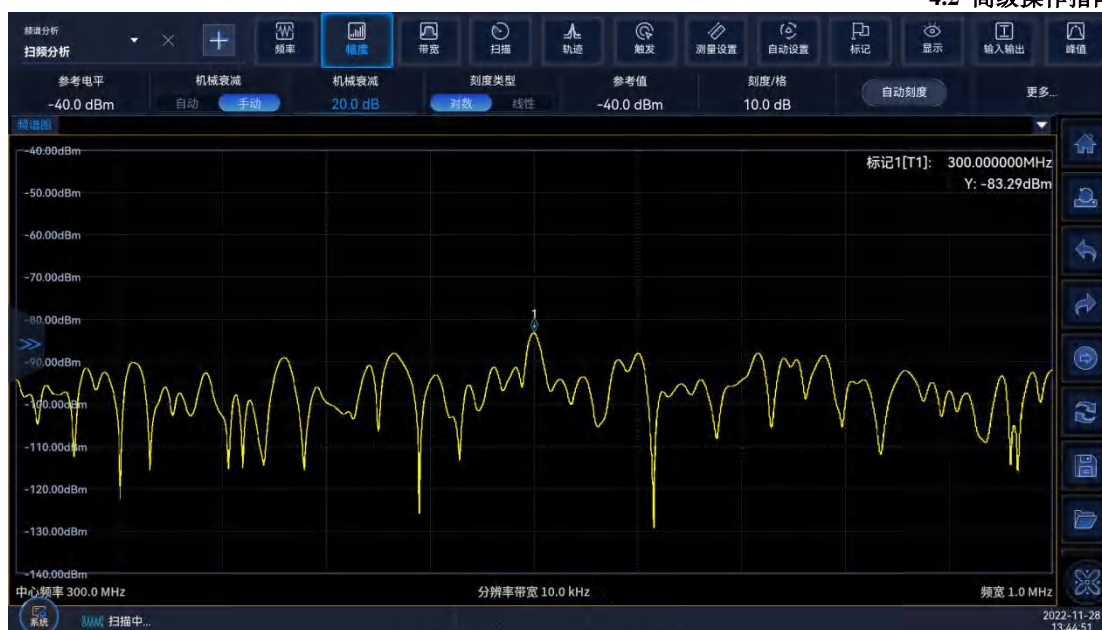 4.2 高级操作指南
频谱分析
扫频分析
频率
幅度
带宽
扫描
轨迹
触发
测量设置
自动设置
标记
显示
输入输出
峰值
参考电平
-40.0 dBm
机械衰减
自动 手动
机械衰减
20.0 dB
刻度类型
对数 线性
参考值
-40.0 dBm
刻度/格
10.0 dB
自动刻度
更多...
频谱图
-40.00dBm
标记1[T1]: 300.000000MHz
Y: -83.29dBm
-50.00dBm
-60.00dBm
-70.00dBm
-80.00dBm
1
-90.00dBm
-100.00dBm
-110.00dBm
-120.00dBm
-130.00dBm
-140.00dBm
中心频率 300.0 MHz
分辨率带宽 10.0 kHz
频宽 1.0 MHz
系统
扫描中...
2022-11-28
13:44:51